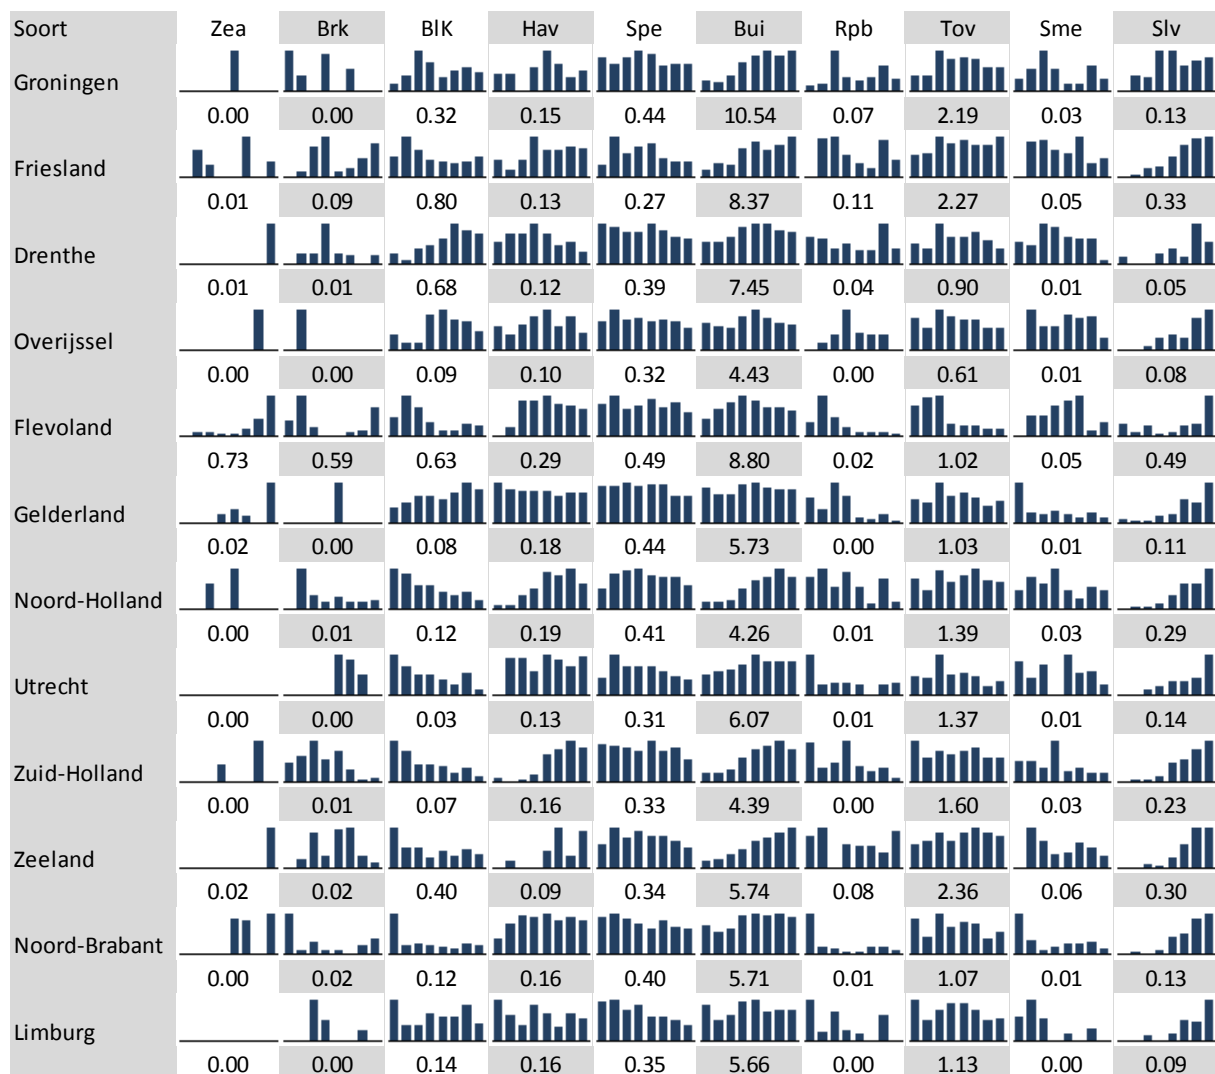 Soort Zea Brk BlK Hav Spe Bui Rpb Tov Sme Slv
Groningen
0.00 0.00 0.32 0.15 0.44 10.54 0.07 2.19 0.03 0.13
Friesland
0.01 0.09 0.80 0.13 0.27 8.37 0.11 2.27 0.05 0.33
Drenthe
0.01 0.01 0.68 0.12 0.39 7.45 0.04 0.90 0.01 0.05
Overijssel
0.00 0.00 0.09 0.10 0.32 4.43 0.00 0.61 0.01 0.08
Flevoland
0.73 0.59 0.63 0.29 0.49 8.80 0.02 1.02 0.05 0.49
Gelderland
0.02 0.00 0.08 0.18 0.44 5.73 0.00 1.03 0.01 0.11
Noord-Holland
0.00 0.01 0.12 0.19 0.41 4.26 0.01 1.39 0.03 0.29
Utrecht
0.00 0.00 0.03 0.13 0.31 6.07 0.01 1.37 0.01 0.14
Zuid-Holland
0.00 0.01 0.07 0.16 0.33 4.39 0.00 1.60 0.03 0.23
Zeeland
0.02 0.02 0.40 0.09 0.34 5.74 0.08 2.36 0.06 0.30
Noord-Brabant
0.00 0.02 0.12 0.16 0.40 5.71 0.01 1.07 0.01 0.13
Limburg
0.00 0.00 0.14 0.16 0.35 5.66 0.00 1.13 0.00 0.09